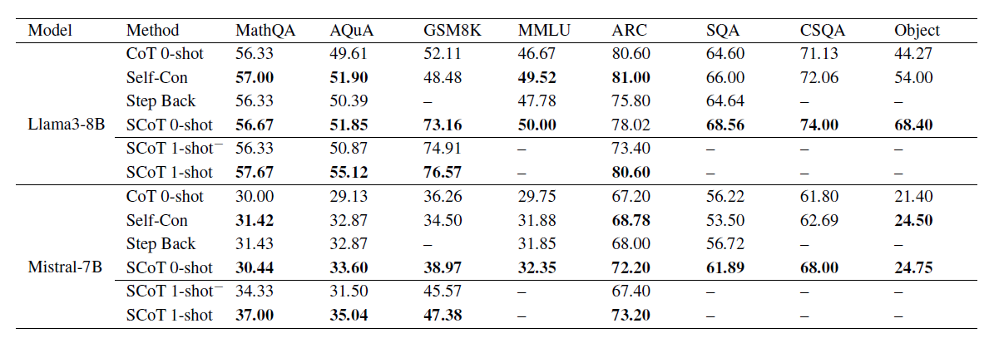 Model Method MathQA AQuA GSM8K MMLU ARC SQA CSQA Object
CoT 0-shot 56.33 49.61 52.11 46.67 80.60 64.60 71.13 44.27
Self-Con 57.00 51.90 48.48 49.52 81.00 66.00 72.06 54.00
Step Back 56.33 50.39 – 47.78 75.80 64.64 – –
Llama3-8B SCoT 0-shot 56.67 51.85 73.16 50.00 78.02 68.56 74.00 68.40
SCoT 1-shot⁻ 56.33 50.87 74.91 – 73.40 – – –
SCoT 1-shot 57.67 55.12 76.57 – 80.60 – – –
CoT 0-shot 30.00 29.13 36.26 29.75 67.20 56.22 61.80 21.40
Self-Con 31.42 32.87 34.50 31.88 68.78 53.50 62.69 24.50
Step Back 31.43 32.87 – 31.85 68.00 56.72 – –
Mistral-7B SCoT 0-shot 30.44 33.60 38.97 32.35 72.20 61.89 68.00 24.75
SCoT 1-shot⁻ 34.33 31.50 45.57 – 67.40 – – –
SCoT 1-shot 37.00 35.04 47.38 – 73.20 – – –